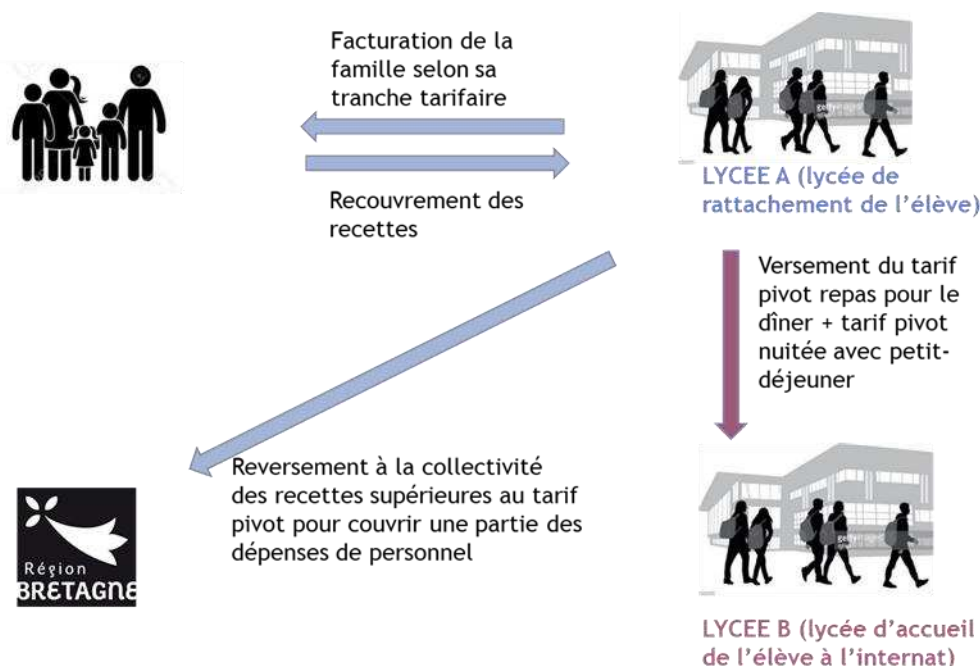 Facturation de la
famille selon sa
tranche tarifaire
Recouvrement des
recettes
LYCEE A (lycée de
rattachement de l'élève)
Versement du tarif
pivot repas pour le
dîner + tarif pivot
nuitée avec petit-
déjeuner
Reversement à la collectivité
des recettes supérieures au tarif
pivot pour couvrir une partie des
dépenses de personnel
Région
BRETAGNE
LYCEE B (lycée d'accueil
de l'élève à l'internat)